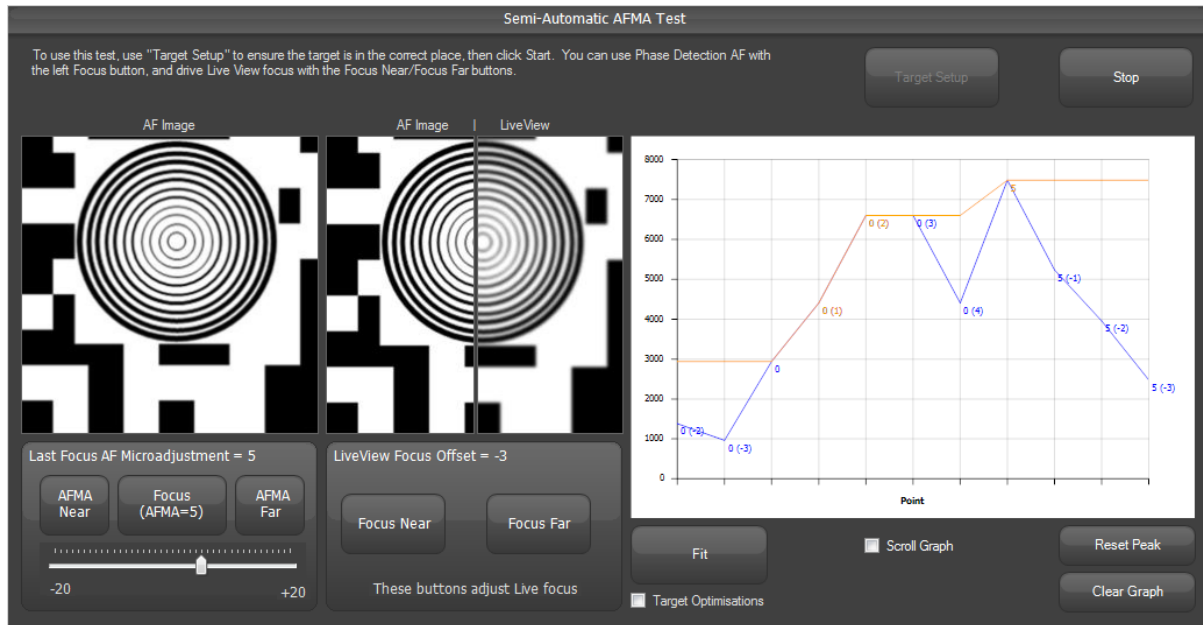 Semi-Automatic AFMA Test
To use this test, use "Target Setup" to ensure the target is in the correct place, then click Start.  You can use Phase Detection AF with
the left Focus button, and drive Live View focus with the Focus Near/Focus Far buttons.
Target Setup
Stop
AF Image
AF Image | LiveView
8000
7000
6000
5000
4000
3000
2000
1000
0
0 (-2)
0 (-3)
0
0 (1)
0 (2)
0 (3)
0 (4)
5
5 (-1)
5 (-2)
5 (-3)
Point
Last Focus AF Microadjustment = 5
AFMA
Near
Focus
(AFMA=5)
AFMA
Far
-20
+20
LiveView Focus Offset = -3
Focus Near
Focus Far
These buttons adjust Live focus
Fit
Scroll Graph
Reset Peak
Target Optimisations
Clear Graph